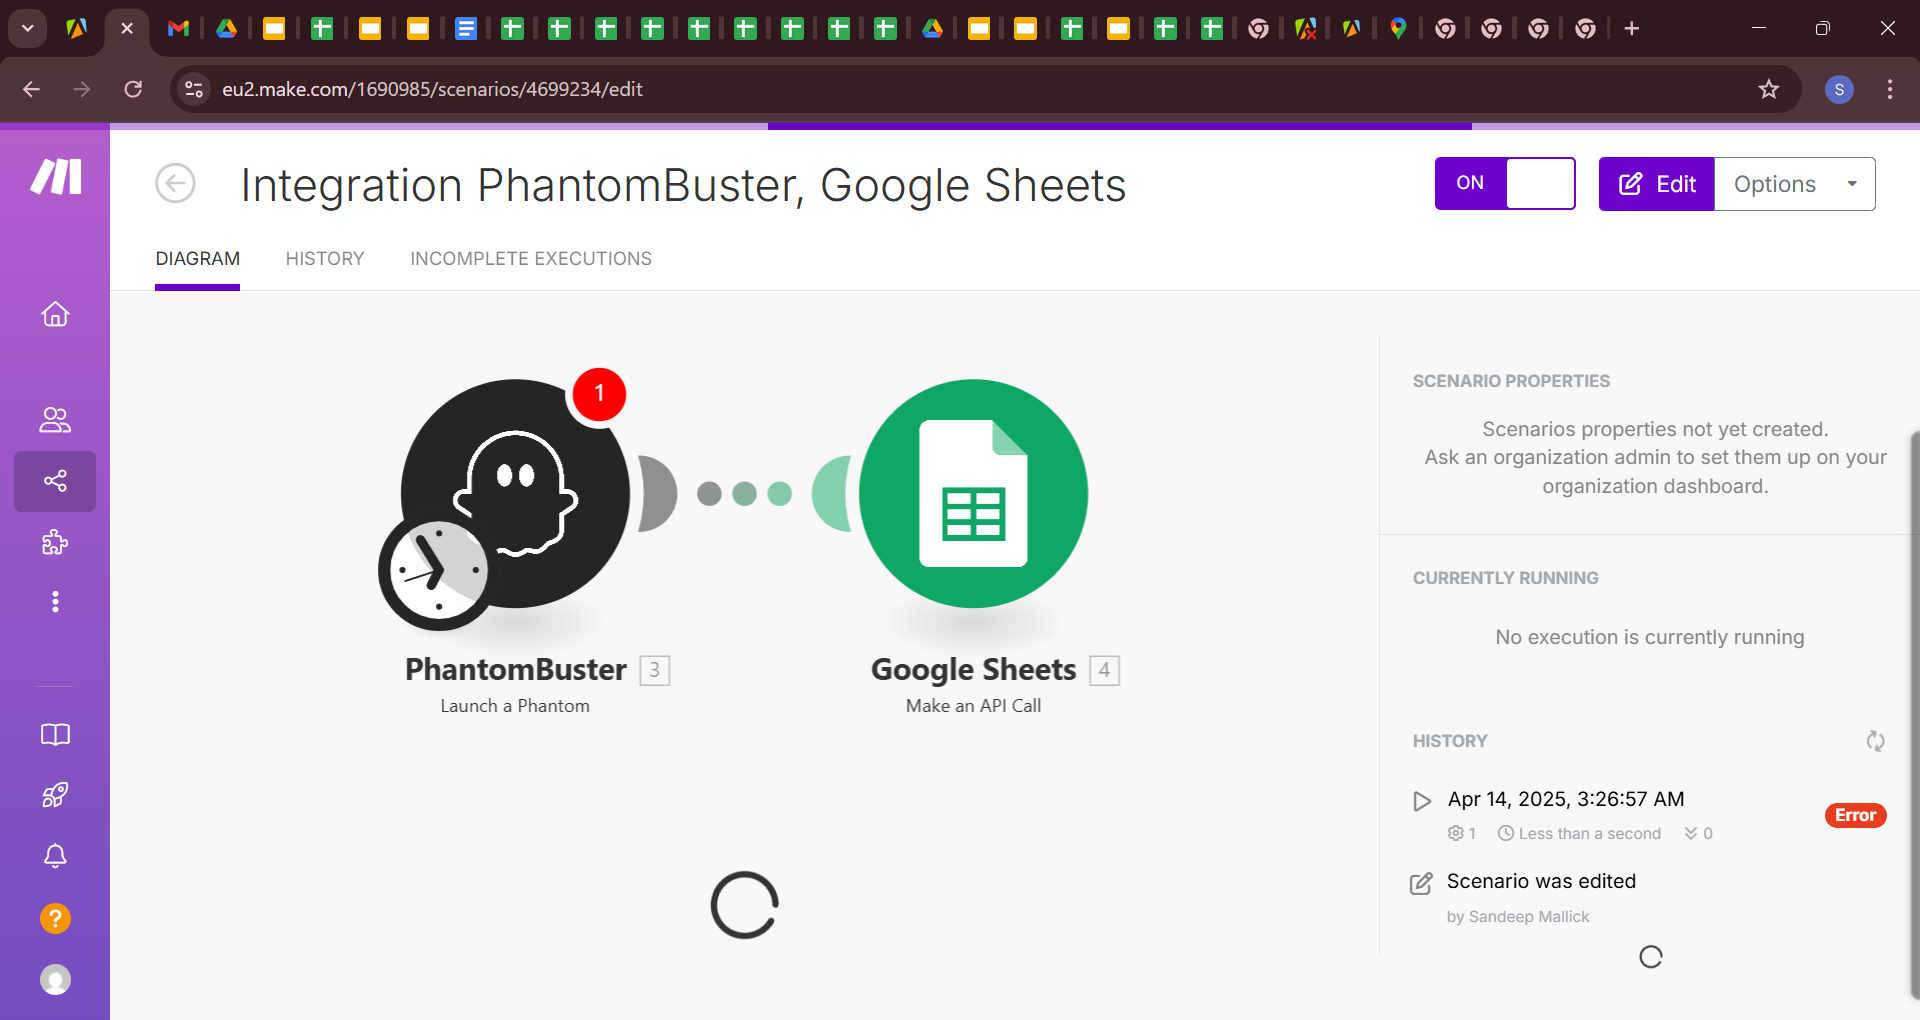 eu2.make.com/1690985/scenarios/4699234/edit
S
Integration PhantomBuster, Google Sheets
ON
Edit
Options
DIAGRAM
HISTORY
INCOMPLETE EXECUTIONS
1
PhantomBuster 3
Launch a Phantom
Google Sheets 4
Make an API Call
SCENARIO PROPERTIES
Scenarios properties not yet created.
Ask an organization admin to set them up on your
organization dashboard.
CURRENTLY RUNNING
No execution is currently running
HISTORY
Apr 14, 2025, 3:26:57 AM
Error
1 Less than a second 0
Scenario was edited
by Sandeep Mallick
?